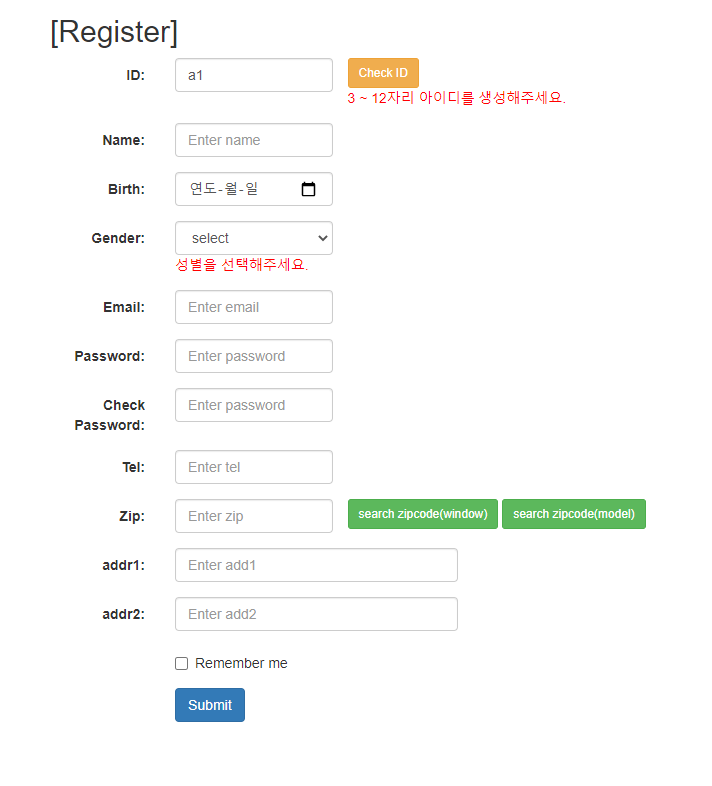 [Register]
ID: a1 Check ID
3 ~ 12자리 아이디를 생성해주세요.
Name: Enter name
Birth: 연도-월-일
Gender: select
성별을 선택해주세요.
Email: Enter email
Password: Enter password
Check Enter password
Password:
Tel: Enter tel
Zip: Enter zip search zipcode(window) search zipcode(model)
addr1: Enter add1
addr2: Enter add2
Remember me
Submit